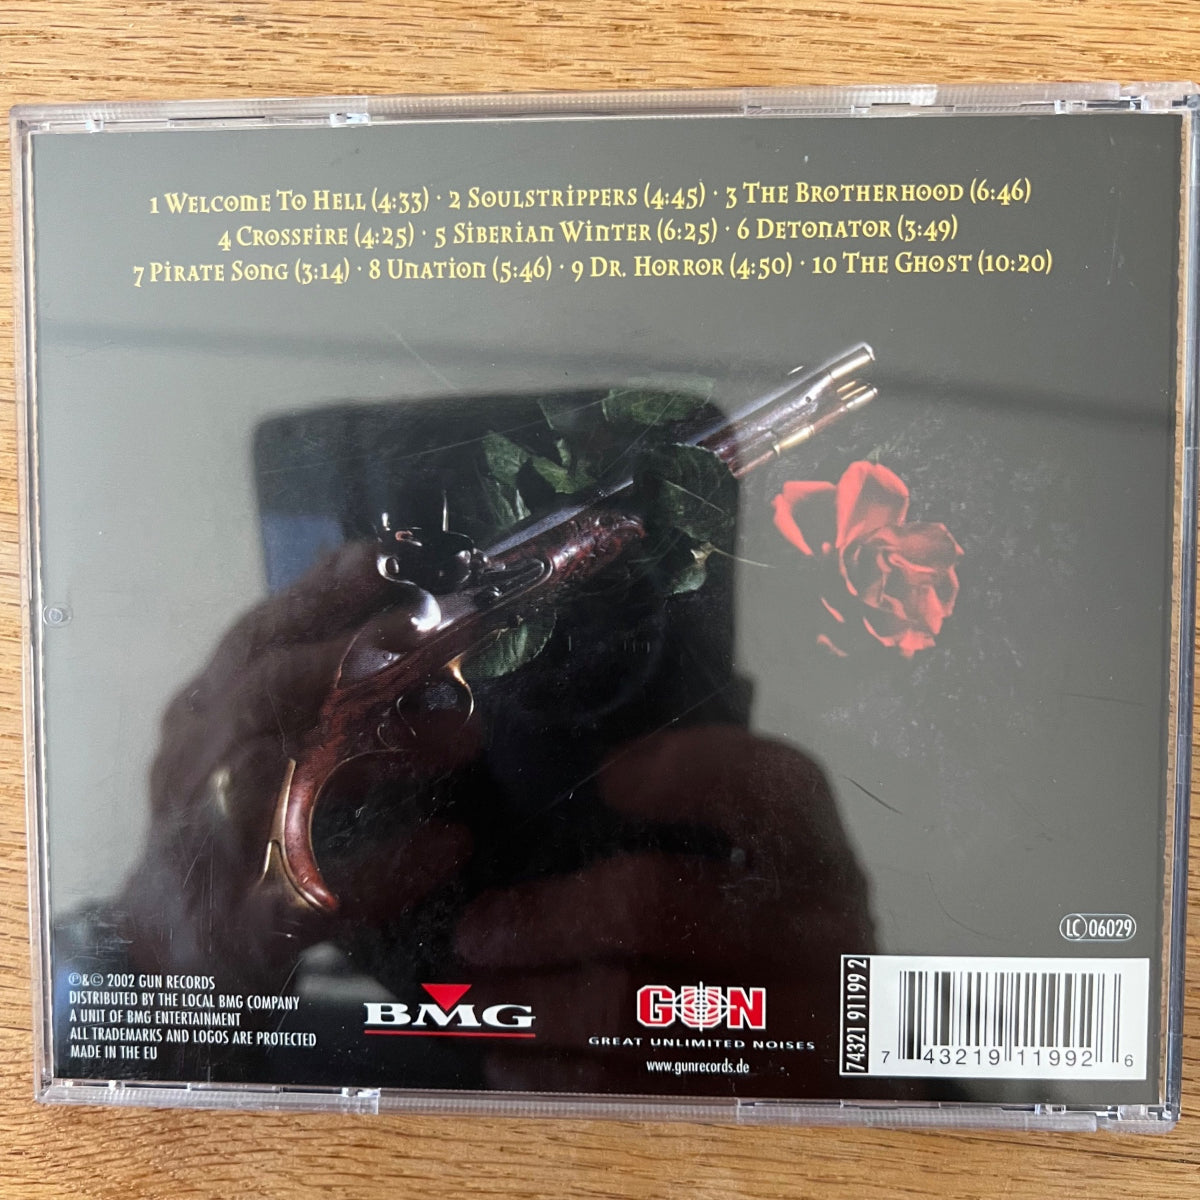 1 Welcome To Hell (4:33) · 2 Soulstrippers (4:45) · 3 The Brotherhood (6:46)
4 Crossfire (4:25) · 5 Siberian Winter (6:25) · 6 Detonator (3:49)
7 Pirate Song (3:14) · 8 Unation (5:46) · 9 Dr. Horror (4:50) · 10 The Ghost (10:20)
LC 06029
℗&© 2002 GUN RECORDS
DISTRIBUTED BY THE LOCAL BMG COMPANY
A UNIT OF BMG ENTERTAINMENT
ALL TRADEMARKS AND LOGOS ARE PROTECTED
MADE IN THE EU
BMG
GUN
GREAT UNLIMITED NOISES
www.gunrecords.de
74321 91199 2
7 43219 11992 6